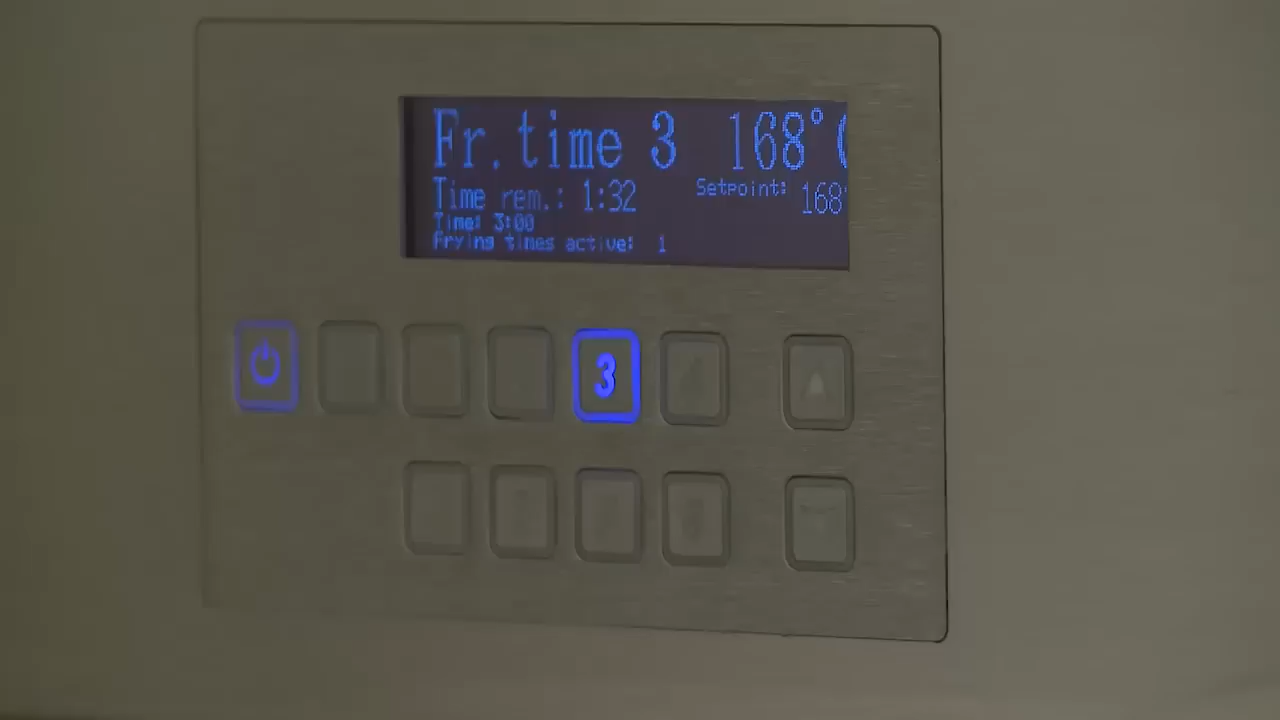 Fr.time 3 168°C
Time rem.: 1:32 Setpoint: 168°
Time: 3:00
Frying times active: 1
3